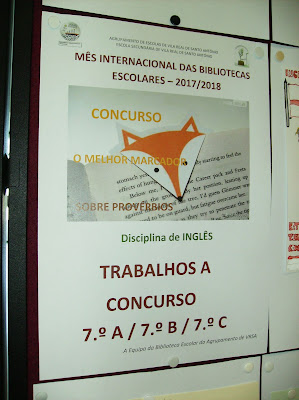 AGRUPAMENTO DE ESCOLAS DE VILA REAL DE SANTO ANTÓNIO
ESCOLA SECUNDÁRIA DE VILA REAL DE SANTO ANTÓNIO
MÊS INTERNACIONAL DAS BIBLIOTECAS
ESCOLARES – 2017/2018
CONCURSO
O MELHOR MARCADOR
SOBRE PROVÉRBIOS
Disciplina de INGLÊS
TRABALHOS A
CONCURSO
7.º A / 7.º B / 7.º C
A Equipa da Biblioteca Escolar do Agrupamento de VRSA